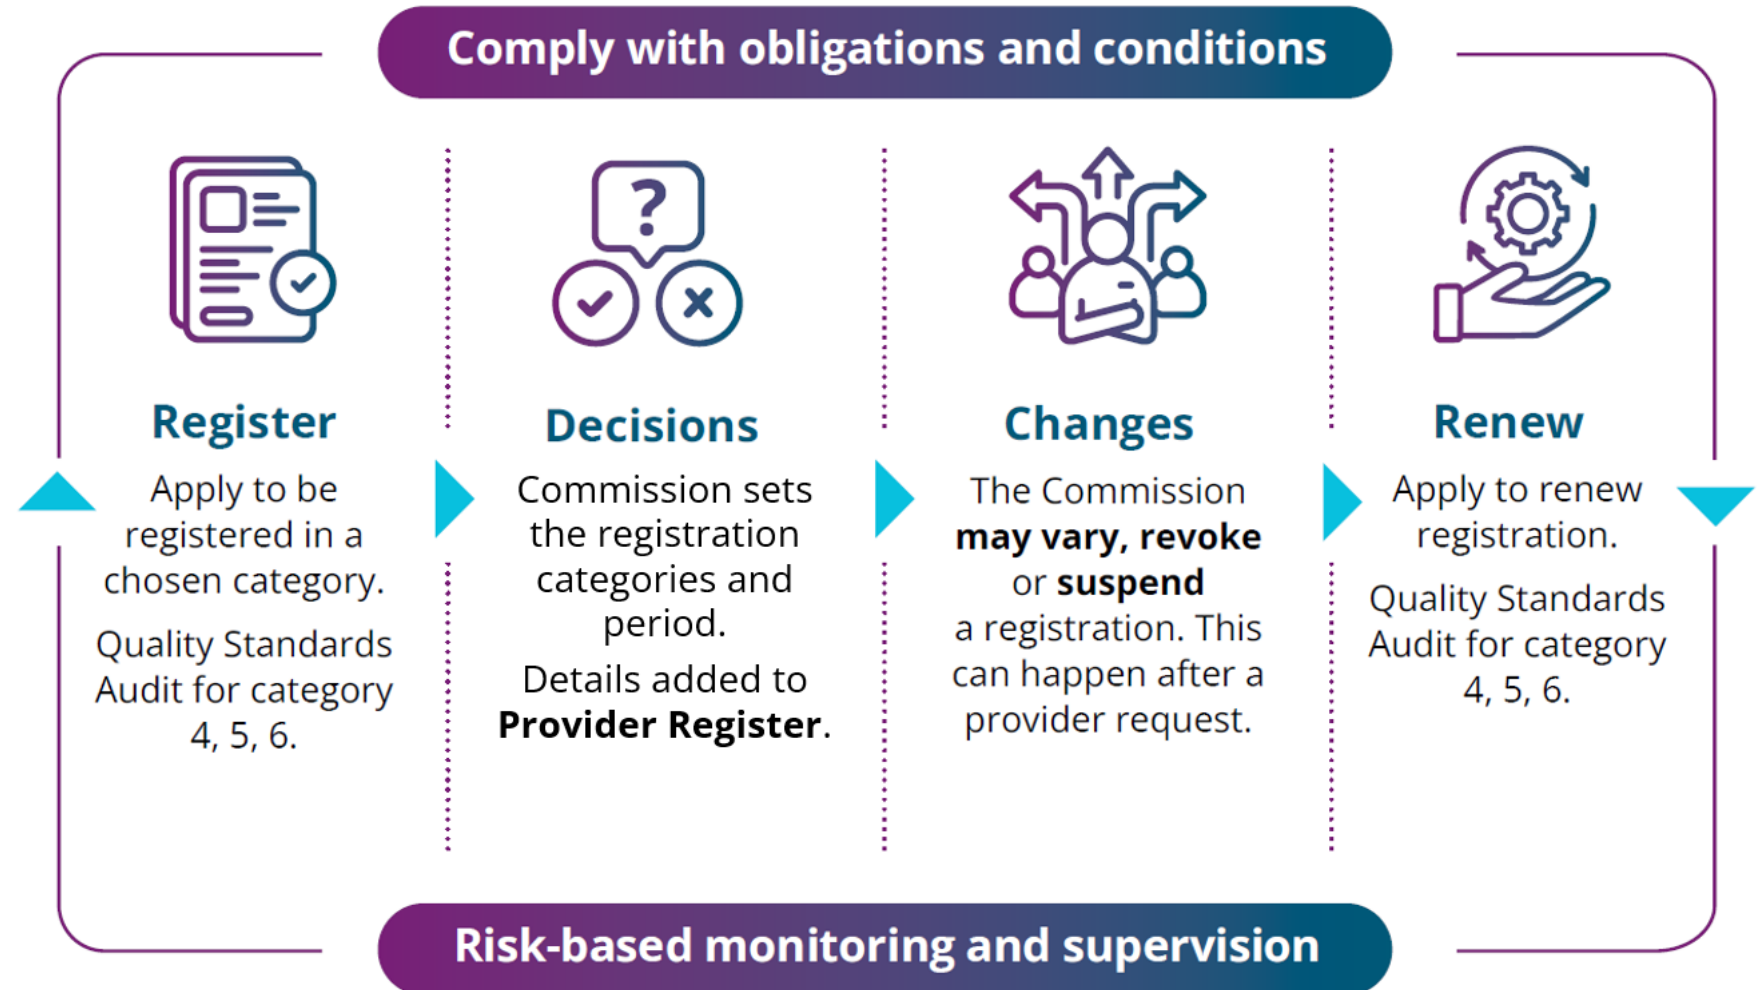 Comply with obligations and conditions
?
Register
Apply to be
registered in a
chosen category.
Quality Standards
Audit for category
4, 5, 6.
Decisions
Commission sets
the registration
categories and
period.
Details added to
Provider Register.
Changes
The Commission
may vary, revoke
or suspend
a registration. This
can happen after a
provider request.
Renew
Apply to renew
registration.
Quality Standards
Audit for category
4, 5, 6.
Risk-based monitoring and supervision